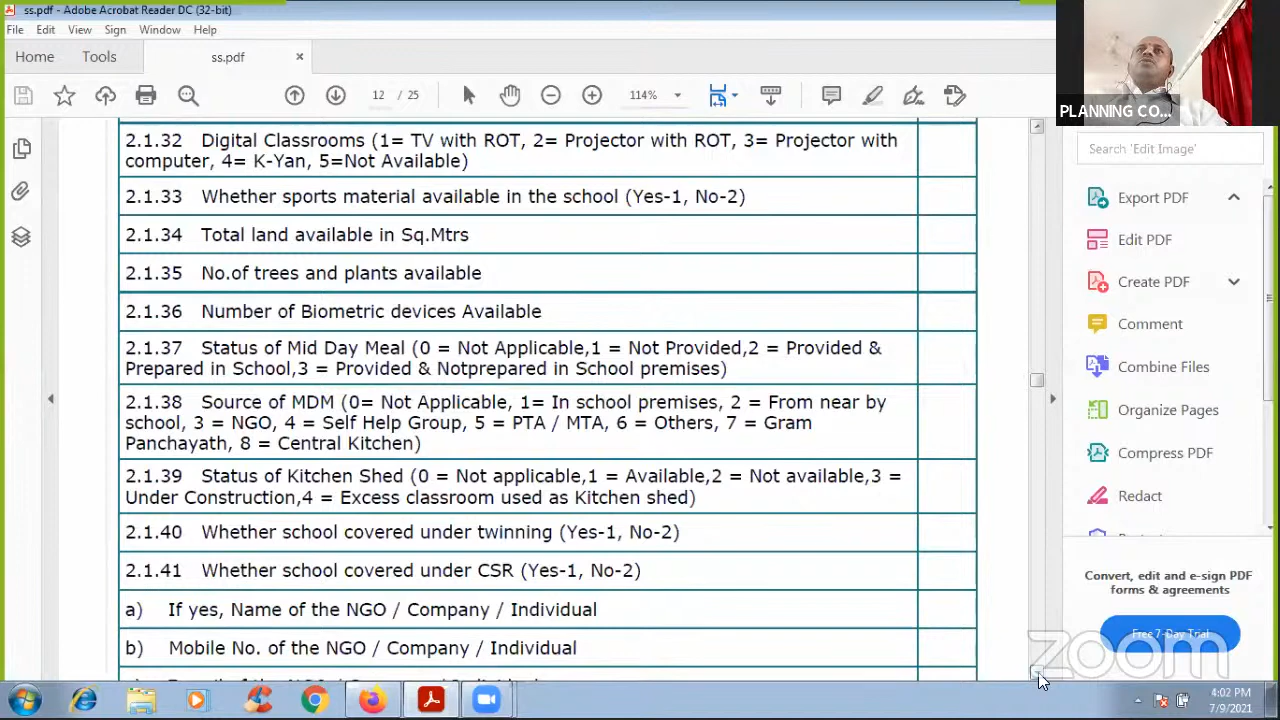 ss.pdf - Adobe Acrobat Reader DC (32-bit)
File Edit View Sign Window Help
Home Tools ss.pdf ×
12 / 25 114%
PLANNING CO...
2.1.32 Digital Classrooms (1= TV with ROT, 2= Projector with ROT, 3= Projector with
computer, 4= K-Yan, 5=Not Available)
2.1.33 Whether sports material available in the school (Yes-1, No-2)
2.1.34 Total land available in Sq.Mtrs
2.1.35 No.of trees and plants available
2.1.36 Number of Biometric devices Available
2.1.37 Status of Mid Day Meal (0 = Not Applicable,1 = Not Provided,2 = Provided &
Prepared in School,3 = Provided & Notprepared in School premises)
2.1.38 Source of MDM (0= Not Applicable, 1= In school premises, 2 = From near by
school, 3 = NGO, 4 = Self Help Group, 5 = PTA / MTA, 6 = Others, 7 = Gram
Panchayath, 8 = Central Kitchen)
2.1.39 Status of Kitchen Shed (0 = Not applicable,1 = Available,2 = Not available,3 =
Under Construction,4 = Excess classroom used as Kitchen shed)
2.1.40 Whether school covered under twinning (Yes-1, No-2)
2.1.41 Whether school covered under CSR (Yes-1, No-2)
a) If yes, Name of the NGO / Company / Individual
b) Mobile No. of the NGO / Company / Individual
Search 'Edit Image'
Export PDF
Edit PDF
Create PDF
Comment
Combine Files
Organize Pages
Compress PDF
Redact
Convert, edit and e-sign PDF
forms & agreements
Free 7-Day Trial
zoom
4:02 PM
7/9/2021